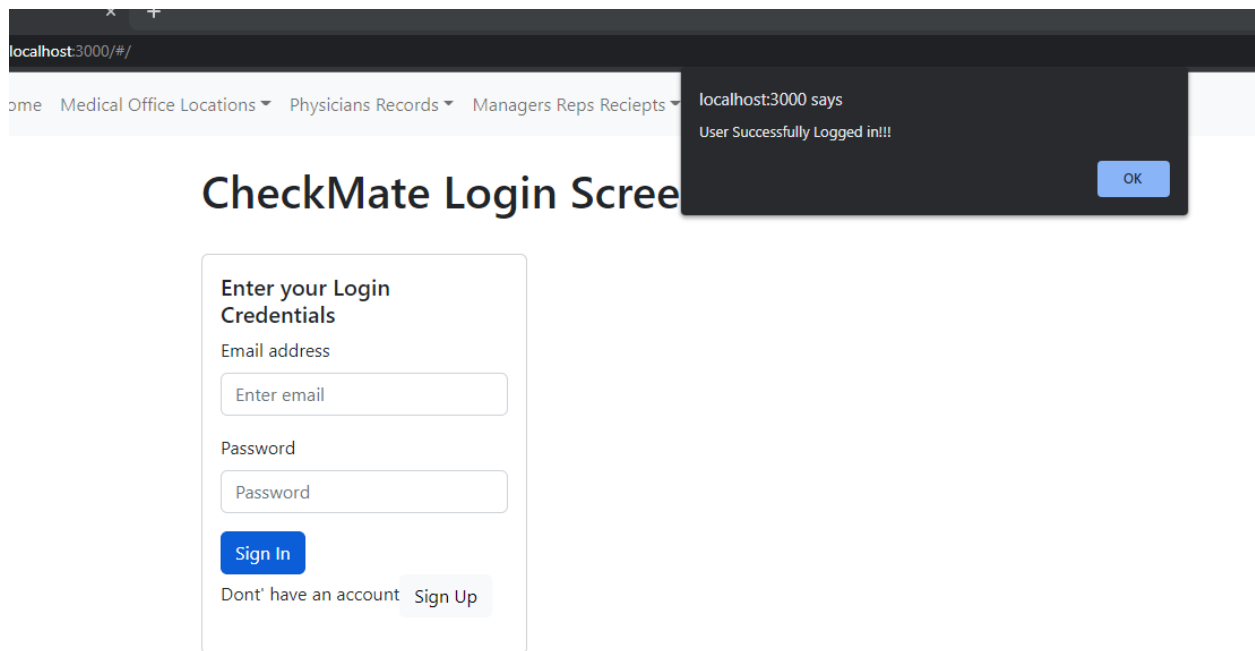 localhost:3000/#/
ome Medical Office Locations Physicians Records Managers Reps Reciepts
localhost:3000 says
User Successfully Logged in!!!
OK
CheckMate Login Scree
Enter your Login
Credentials
Email address
Enter email
Password
Password
Sign In
Dont' have an account Sign Up